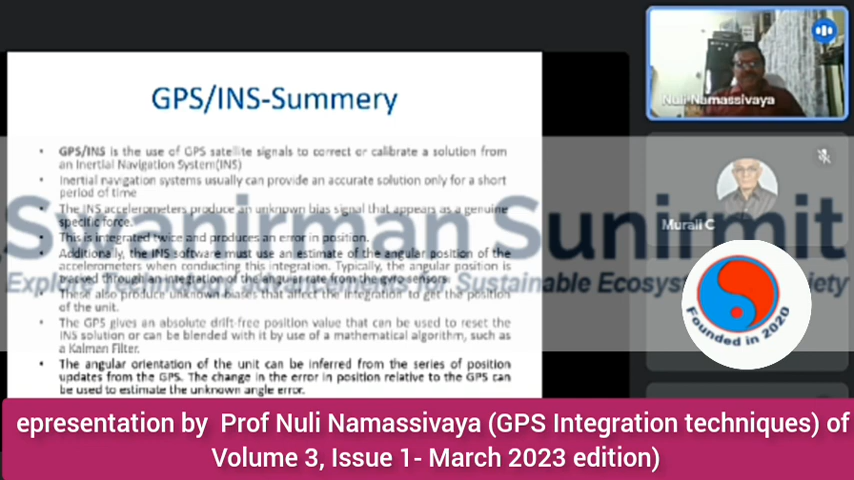 GPS/INS-Summery
• GPS/INS is the use of GPS satellite signals to correct or calibrate a solution from
an Inertial Navigation System(INS)
• Inertial navigation systems usually can provide an accurate solution only for a short
period of time
• The INS accelerometers produce an unknown bias signal that appears as a genuine
specific force.
• This is integrated twice and produces an error in position.
• Additionally, the INS software must use an estimate of the angular position of the
accelerometers when conducting this integration. Typically, the angular position is
tracked through an integration of the angular rate from the gyro sensors.
• These also produce unknown biases that affect the integration to get the position
of the unit.
• The GPS gives an absolute drift-free position value that can be used to reset the
INS solution or can be blended with it by use of a mathematical algorithm, such as
a Kalman Filter.
• The angular orientation of the unit can be inferred from the series of position
updates from the GPS. The change in the error in position relative to the GPS can
be used to estimate the unknown angle error.
Nuli Namassivaya
Murali C
Swanirman Sunirmit
Sustainable Ecosys
ciety
Founded in 2020
epresentation by Prof Nuli Namassivaya (GPS Integration techniques) of
Volume 3, Issue 1- March 2023 edition)